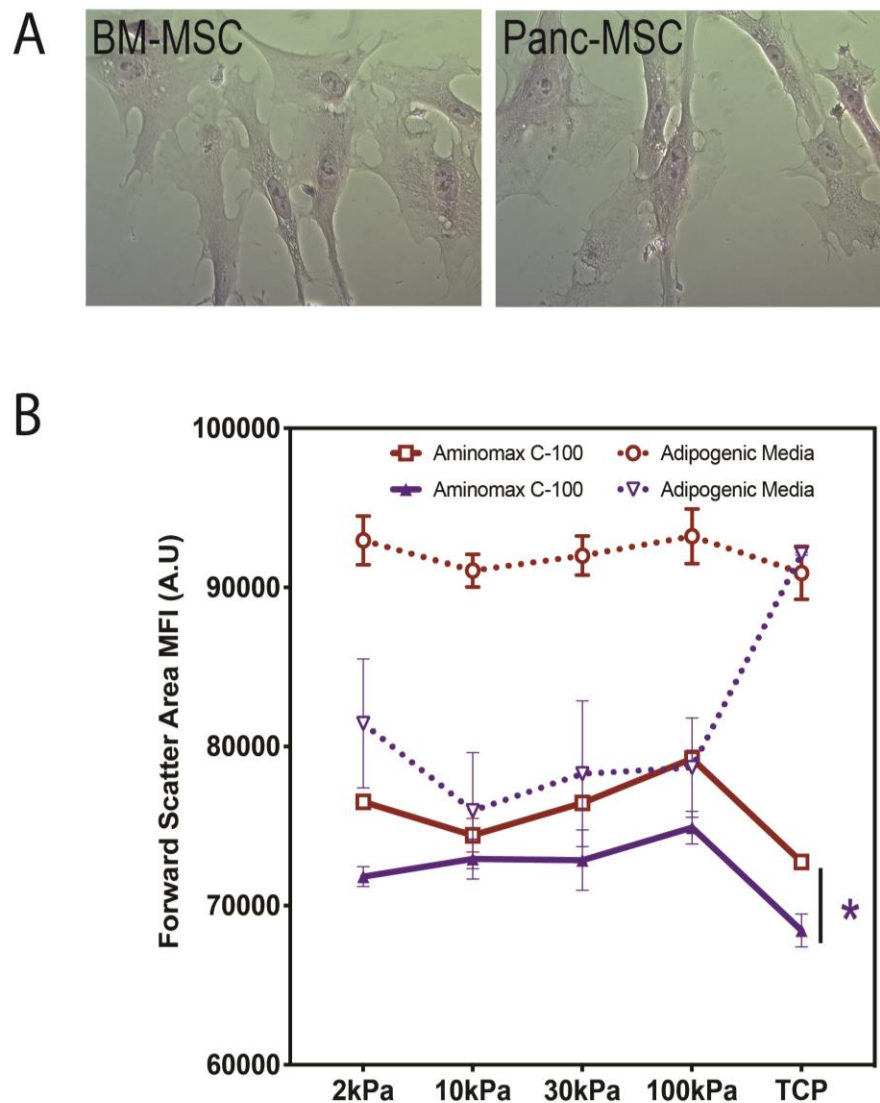 A
BM-MSC
Panc-MSC
B
Forward Scatter Area MFI (A.U)
100000
90000
80000
70000
60000
Aminomax C-100
Adipogenic Media
Aminomax C-100
Adipogenic Media
*
2kPa 10kPa 30kPa 100kPa TCP